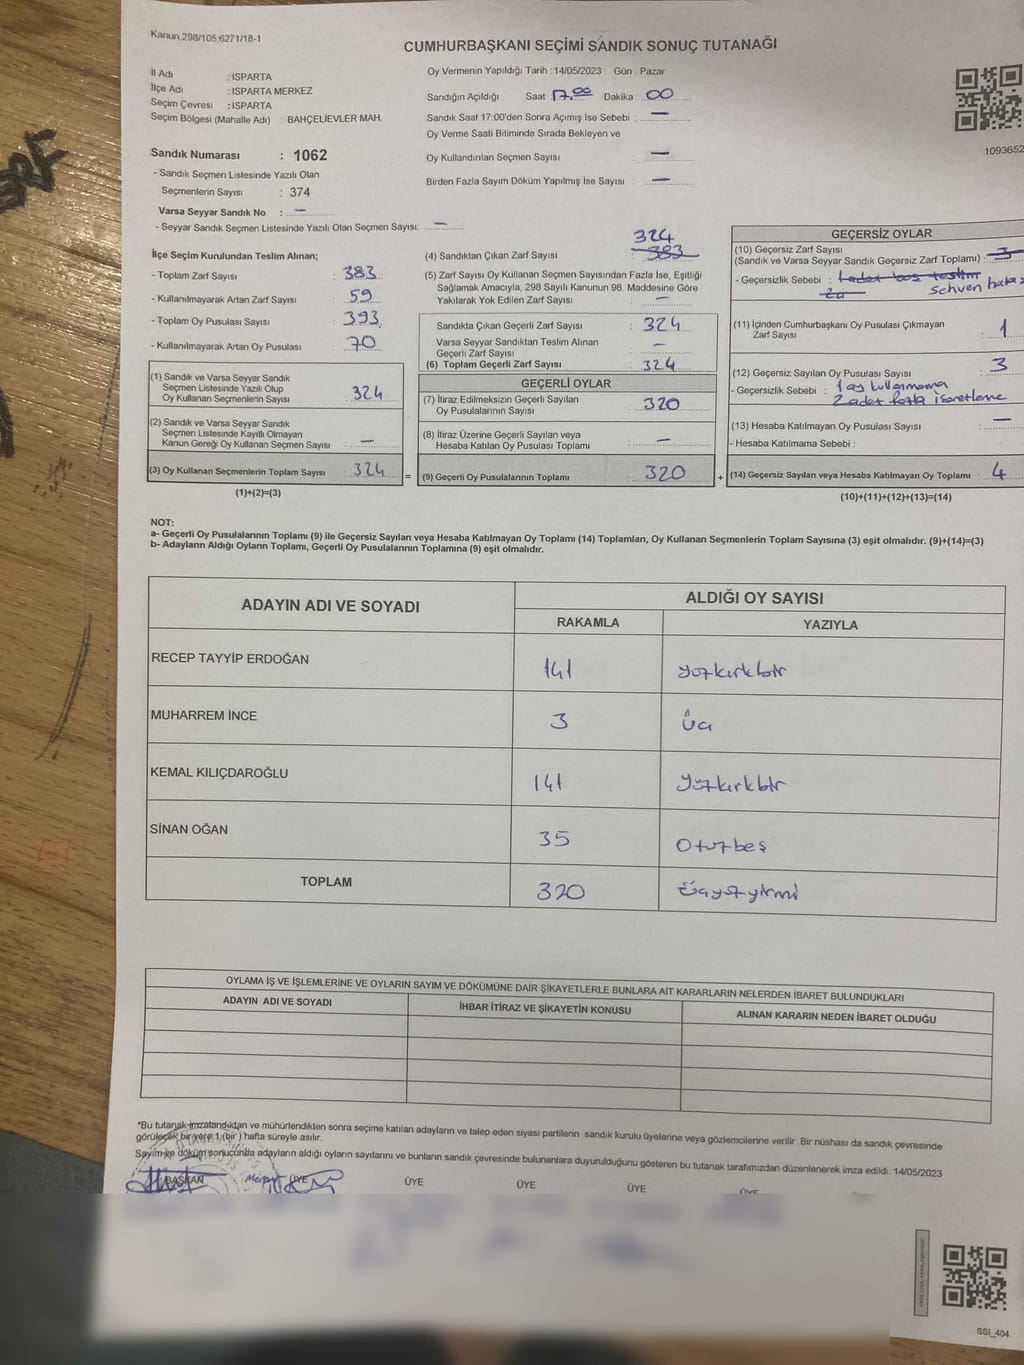 Kanun,298/105;6271/18-1
CUMHURBAŞKANI SEÇİMİ SANDIK SONUÇ TUTANAĞI
İl Adı : ISPARTA
İlçe Adı : ISPARTA MERKEZ
Seçim Çevresi : ISPARTA
Seçim Bölgesi (Mahalle Adı) : BAHÇELİEVLER MAH.
Oy Vermenin Yapıldığı Tarih : 14/05/2023 Gün : Pazar
Sandığın Açıldığı Saat : 17.00 Dakika : 00
Sandık Saat 17:00'den Sonra Açımış İse Sebebi : —
Oy Verme Saati Bitiminde Sırada Bekleyen ve
Oy Kullandırılan Seçmen Sayısı : —
Birden Fazla Sayım Döküm Yapılmış İse Sayısı : —
1093652
Sandık Numarası : 1062
- Sandık Seçmen Listesinde Yazılı Olan
Seçmenlerin Sayısı : 374
Varsa Seyyar Sandık No : —
- Seyyar Sandık Seçmen Listesinde Yazılı Olan Seçmen Sayısı: —
İlçe Seçim Kurulundan Teslim Alınan;
- Toplam Zarf Sayısı : 383
- Kullanılmayarak Artan Zarf Sayısı : 59
- Toplam Oy Pusulası Sayısı : 393
- Kullanılmayarak Artan Oy Pusulası : 70
(1) Sandık ve Varsa Seyyar Sandık
Seçmen Listesinde Yazılı Olup
Oy Kullanan Seçmenlerin Sayısı : 324
(2) Sandık ve Varsa Seyyar Sandık
Seçmen Listesinde Kayıtlı Olmayan
Kanun Gereği Oy Kullanan Seçmen Sayısı : —
(3) Oy Kullanan Seçmenlerin Toplam Sayısı : 324
(1)+(2)=(3)
324
(4) Sandıktan Çıkan Zarf Sayısı : 383
(5) Zarf Sayısı Oy Kullanan Seçmen Sayısından Fazla İse, Eşitliği
Sağlamak Amacıyla, 298 Sayılı Kanunun 98. Maddesine Göre
Yakılarak Yok Edilen Zarf Sayısı : —
Sandıkta Çıkan Geçerli Zarf Sayısı : 324
Varsa Seyyar Sandıktan Teslim Alınan
Geçerli Zarf Sayısı : —
(6) Toplam Geçerli Zarf Sayısı : 324
GEÇERLİ OYLAR
(7) İtiraz Edilmeksizin Geçerli Sayılan
Oy Pusulasının Sayısı : 320
(8) İtiraz Üzerine Geçerli Sayılan veya
Hesaba Katılan Oy Pusulası Toplamı : —
= (9) Geçerli Oy Pusulalarının Toplamı : 320 +
GEÇERSİZ OYLAR
(10) Geçersiz Zarf Sayısı
(Sandık ve Varsa Seyyar Sandık Geçersiz Zarf Toplamı) : 3
- Geçersizlik Sebebi : 1 adet boş teslim
sehven hata
(11) İçinden Cumhurbaşkanı Oy Pusulası Çıkmayan
Zarf Sayısı : 1
(12) Geçersiz Sayılan Oy Pusulası Sayısı : 3
- Geçersizlik Sebebi : 1 oy kullanmama
2 adet fazla işaretleme
(13) Hesaba Katılmayan Oy Pusulası Sayısı : —
- Hesaba Katılmama Sebebi :
(14) Geçersiz Sayılan veya Hesaba Katılmayan Oy Toplamı : 4
(10)+(11)+(12)+(13)=(14)
NOT:
a- Geçerli Oy Pusulalarının Toplamı (9) ile Geçersiz Sayılan veya Hesaba Katılmayan Oy Toplamı (14) Toplamları, Oy Kullanan Seçmenlerin Toplam Sayısına (3) eşit olmalıdır. (9)+(14)=(3)
b- Adayların Aldığı Oyların Toplamı, Geçerli Oy Pusulalarının Toplamına (9) eşit olmalıdır.
ADAYIN ADI VE SOYADI
ALDIĞI OY SAYISI
RAKAMLA YAZIYLA
RECEP TAYYİP ERDOĞAN 141 yüzkırkbir
MUHARREM İNCE 3 üç
KEMAL KILIÇDAROĞLU 141 yüzkırkbir
SİNAN OĞAN 35 Otuzbeş
TOPLAM 320 üçyüzyirmi
OYLAMA İŞ VE İŞLEMLERİNE VE OYLARIN SAYIM VE DÖKÜMÜNE DAİR ŞİKAYETLERLE BUNLARA AİT KARARLARIN NELERDEN İBARET BULUNDUKLARI
ADAYIN ADI VE SOYADI İHBAR İTİRAZ VE ŞİKAYETİN KONUSU ALINAN KARARIN NEDEN İBARET OLDUĞU
*Bu tutanak imzalandıktan ve mühürlendikten sonra seçime katılan adayların ve talep eden siyasi partilerin sandık kurulu üyelerine veya gözlemcilerine verilir .Bir nüshası da sandık çevresinde
görülecek bir yere 1 (bir ) hafta süreyle asılır.
Sayım ve döküm sonucunda adayların aldığı oyların sayılarını ve bunların sandık çevresinde bulunanlara duyurulduğunu gösteren bu tutanak tarafımızdan düzenlenerek imza edildi. 14/05/2023
BAŞKAN ÜYE ÜYE ÜYE ÜYE ÜYE
SSİ_404